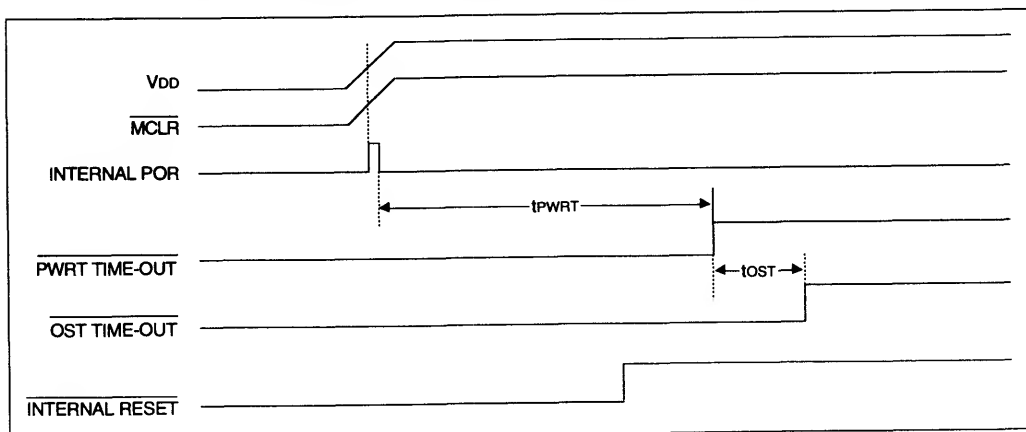 VDD
MCLR
INTERNAL POR
tPWRT
PWRT TIME-OUT
tOST
OST TIME-OUT
INTERNAL RESET